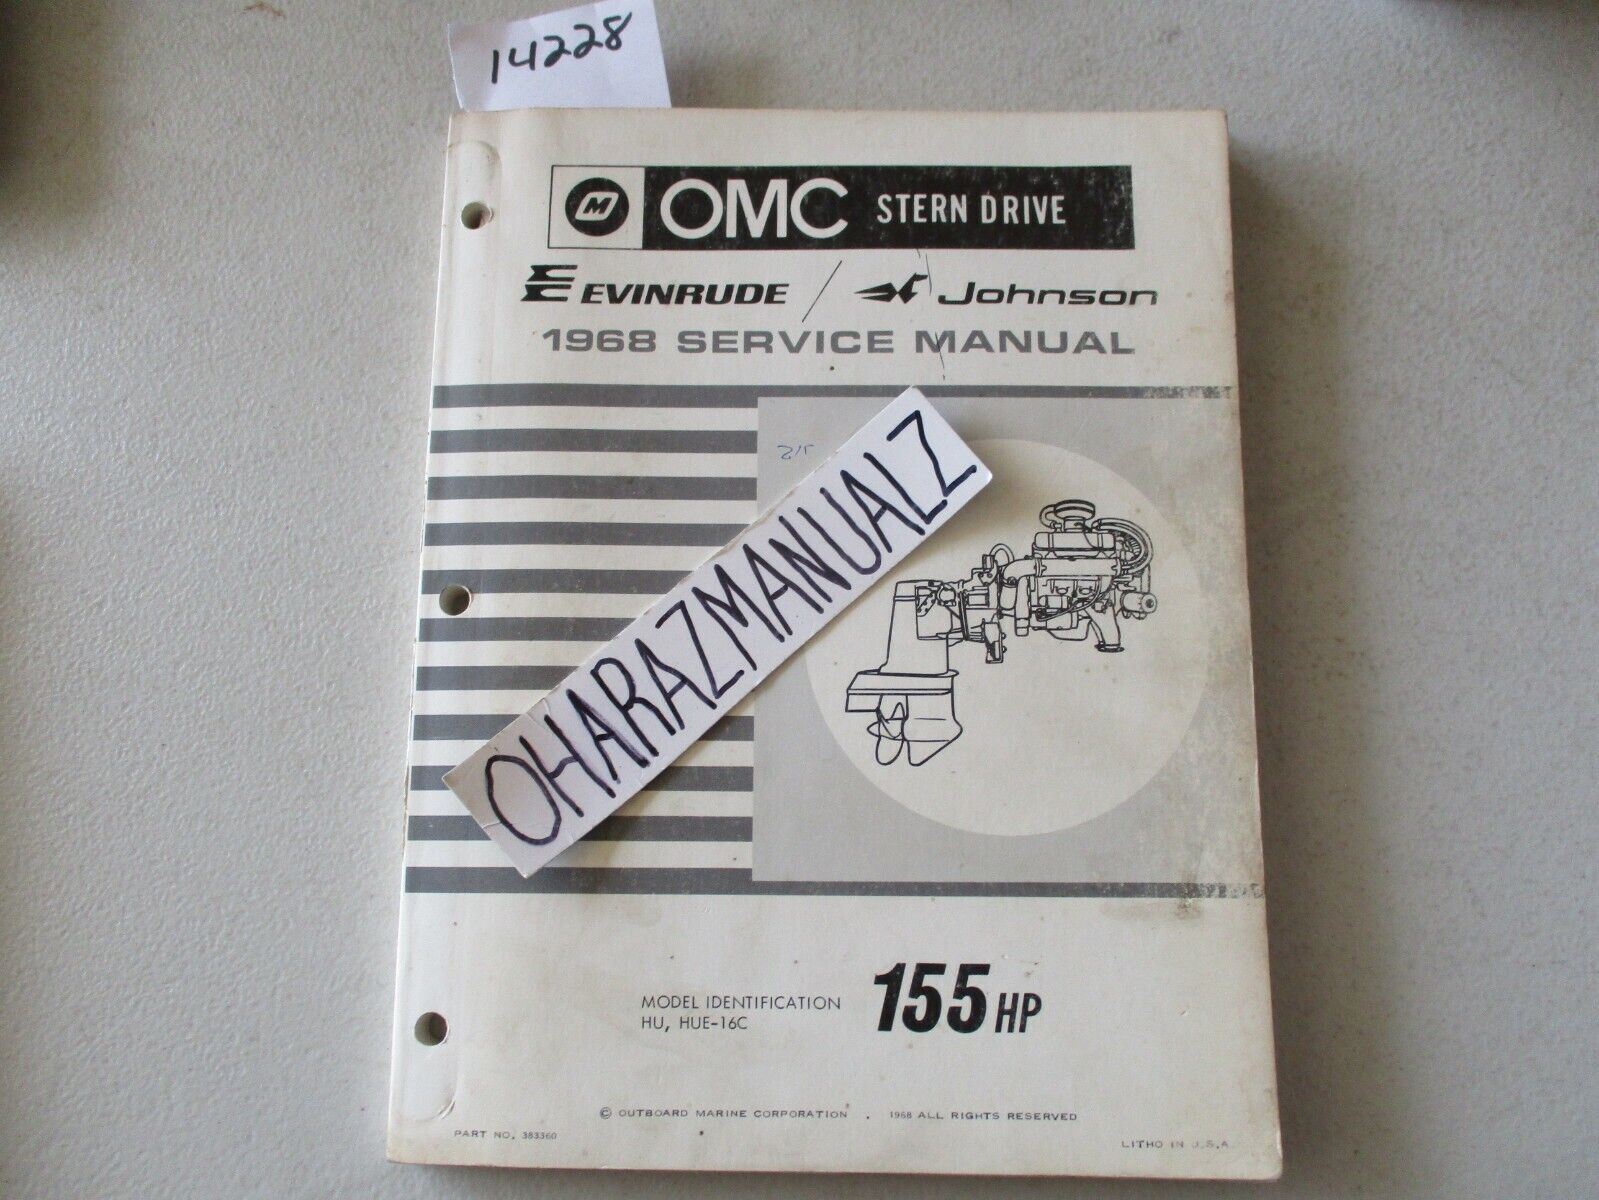 14228
M OMC STERN DRIVE
EVINRUDE / Johnson
1968 SERVICE MANUAL
OHARAZMANUALZ
MODEL IDENTIFICATION
HU, HUE-16C
155 HP
© OUTBOARD MARINE CORPORATION . 1968 ALL RIGHTS RESERVED
PART NO. 383360
LITHO IN U.S.A.